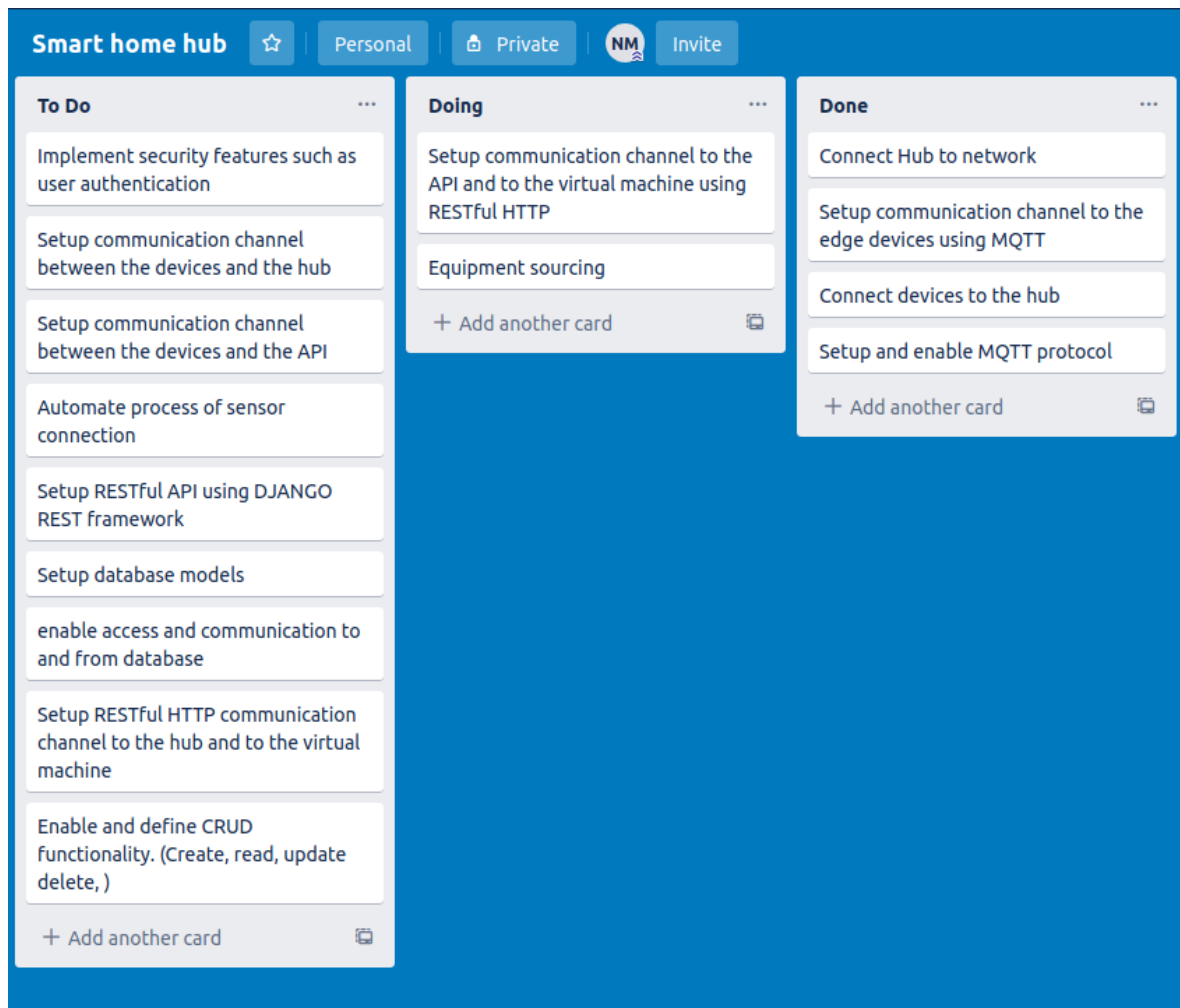 Smart home hub
Personal
Private
NM
Invite
To Do
Implement security features such as
user authentication
Setup communication channel
between the devices and the hub
Setup communication channel
between the devices and the API
Automate process of sensor
connection
Setup RESTful API using DJANGO
REST framework
Setup database models
enable access and communication to
and from database
Setup RESTful HTTP communication
channel to the hub and to the virtual
machine
Enable and define CRUD
functionality. (Create, read, update
delete, )
+ Add another card
Doing
Setup communication channel to the
API and to the virtual machine using
RESTful HTTP
Equipment sourcing
+ Add another card
Done
Connect Hub to network
Setup communication channel to the
edge devices using MQTT
Connect devices to the hub
Setup and enable MQTT protocol
+ Add another card